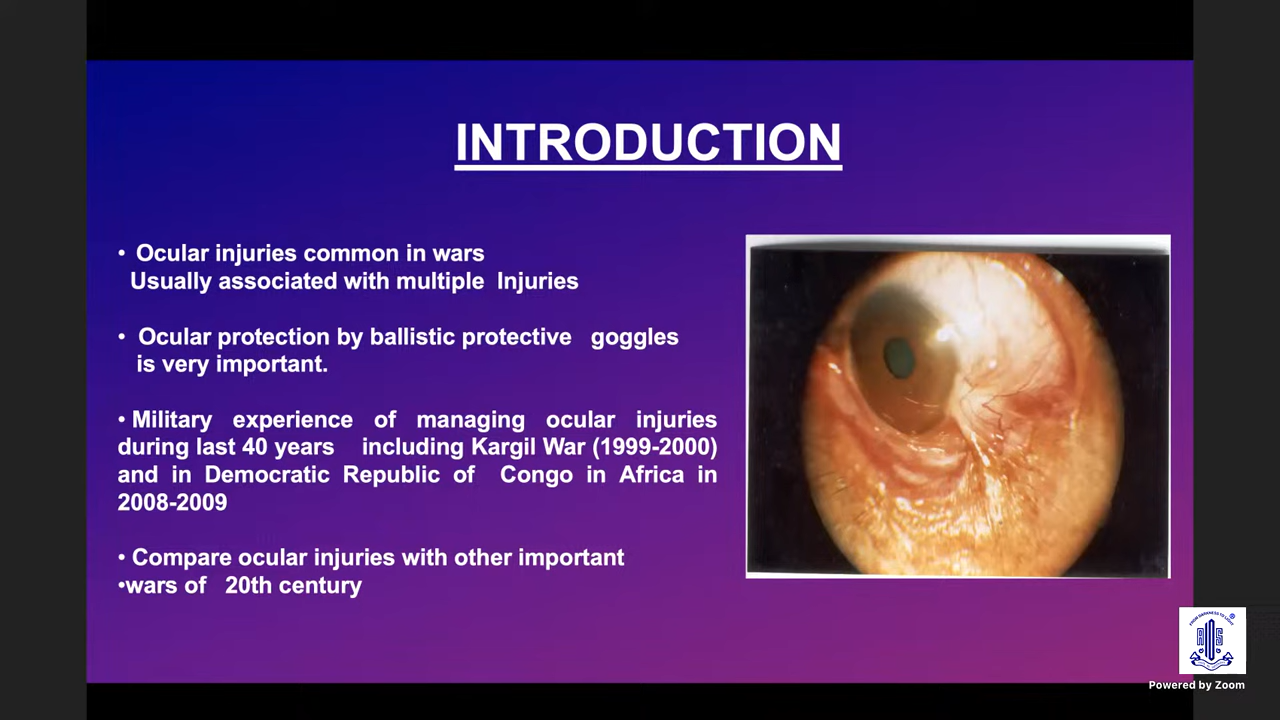 INTRODUCTION
• Ocular injuries common in wars
Usually associated with multiple Injuries
• Ocular protection by ballistic protective goggles
is very important.
• Military experience of managing ocular injuries
during last 40 years including Kargil War (1999-2000)
and in Democratic Republic of Congo in Africa in
2008-2009
• Compare ocular injuries with other important
•wars of 20th century
Powered by Zoom